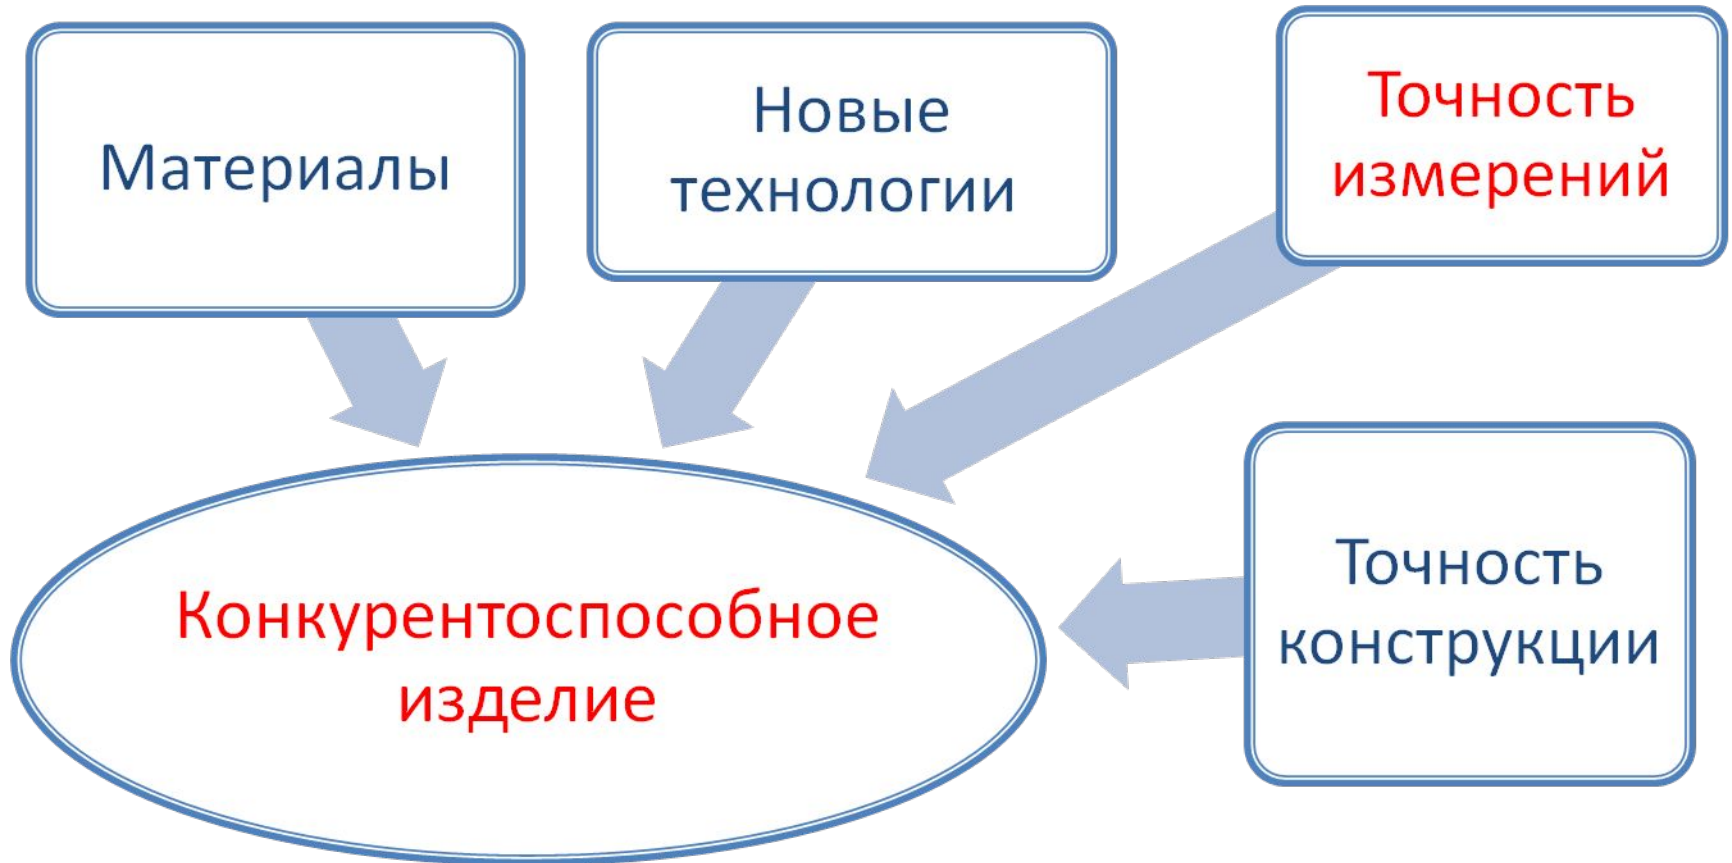 Материалы
Новые
технологии
Точность
измерений
Точность
конструкции
Конкурентоспособное
изделие